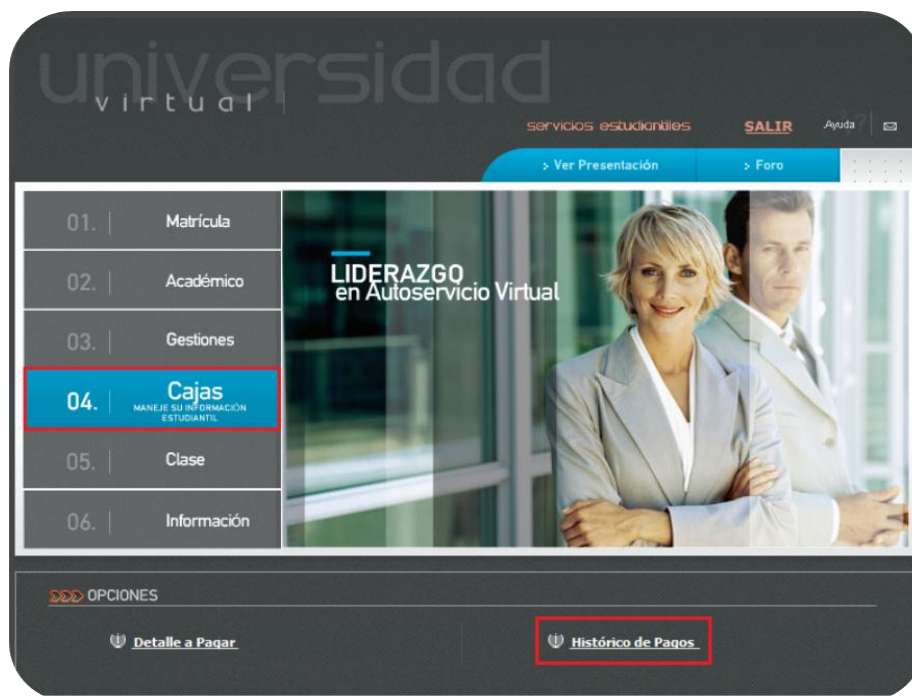 universidad
virtual
servicios estudiantiles
SALIR
Ayuda ?
> Ver Presentación
> Foro
01. | Matrícula
02. | Académico
03. | Gestiones
04. | Cajas
MANEJE SU INFORMACIÓN
ESTUDIANTIL
05. | Clase
06. | Información
LIDERAZGO
en Autoservicio Virtual
OPCIONES
Detalle a Pagar
Histórico de Pagos